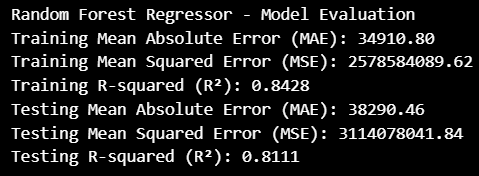 Random Forest Regressor - Model Evaluation
Training Mean Absolute Error (MAE): 34910.80
Training Mean Squared Error (MSE): 2578584089.62
Training R-squared (R²): 0.8428
Testing Mean Absolute Error (MAE): 38290.46
Testing Mean Squared Error (MSE): 3114078041.84
Testing R-squared (R²): 0.8111